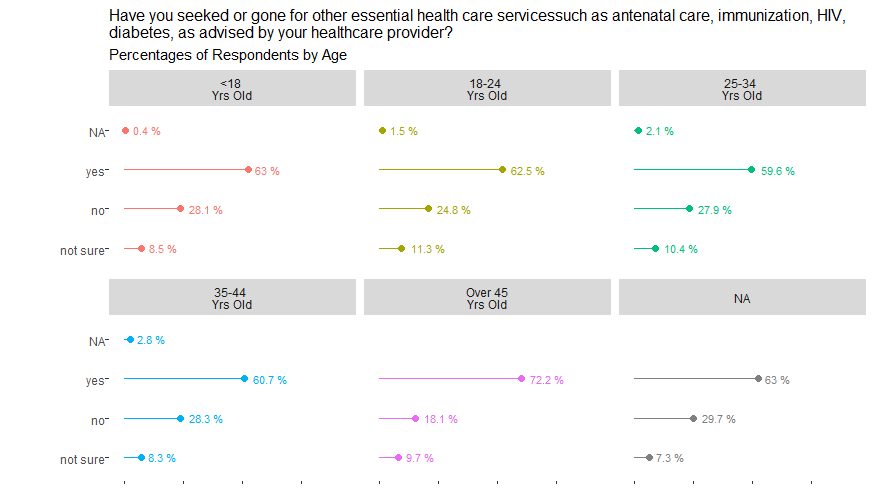 Have you seeked or gone for other essential health care servicessuch as antenatal care, immunization, HIV,
diabetes, as advised by your healthcare provider?
Percentages of Respondents by Age
<18
Yrs Old
18-24
Yrs Old
25-34
Yrs Old
NA 0.4 % 1.5 % 2.1 %
yes 63 % 62.5 % 59.6 %
no 28.1 % 24.8 % 27.9 %
not sure 8.5 % 11.3 % 10.4 %
35-44
Yrs Old
Over 45
Yrs Old
NA
NA 2.8 %
yes 60.7 % 72.2 % 63 %
no 28.3 % 18.1 % 29.7 %
not sure 8.3 % 9.7 % 7.3 %